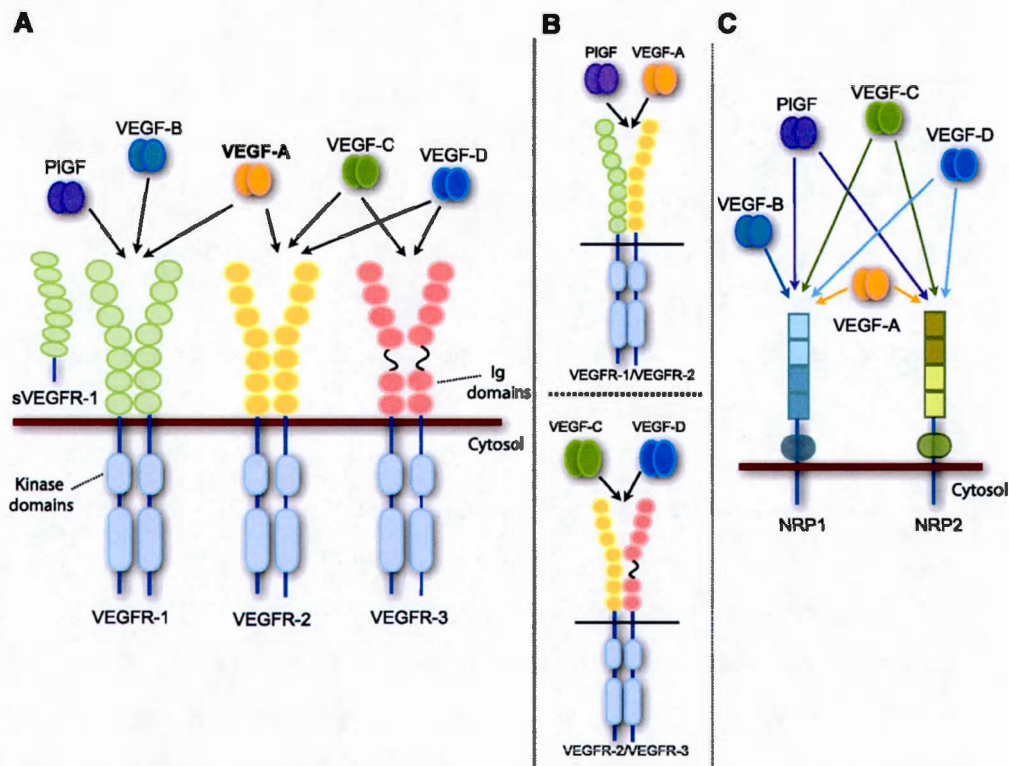 A
PlGF
VEGF-B
VEGF-A
VEGF-C
VEGF-D
sVEGFR-1
Ig
domains
Cytosol
Kinase
domains
VEGFR-1
VEGFR-2
VEGFR-3
B
PlGF
VEGF-A
VEGFR-1/VEGFR-2
VEGF-C
VEGF-D
VEGFR-2/VEGFR-3
C
PlGF
VEGF-C
VEGF-D
VEGF-B
VEGF-A
Cytosol
NRP1
NRP2